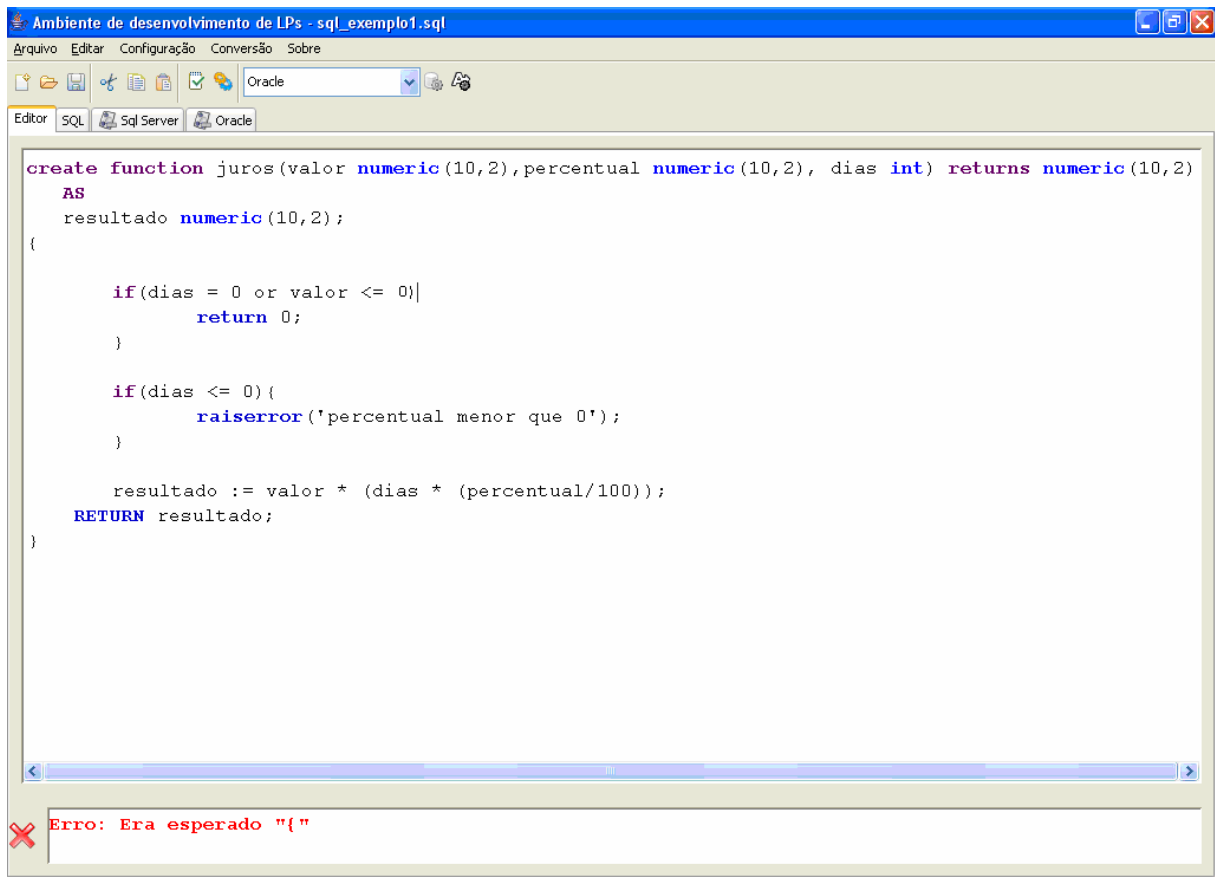 Ambiente de desenvolvimento de LPs - sql_exemplo1.sql
Arquivo Editar Configuração Conversão Sobre
Oracle
Editor SQL Sql Server Oracle
create function juros(valor numeric(10,2),percentual numeric(10,2), dias int) returns numeric(10,2)
AS
resultado numeric(10,2);
{
if(dias = 0 or valor <= 0)
return 0;
}
if(dias <= 0){
raiserror('percentual menor que 0');
}
resultado := valor * (dias * (percentual/100));
RETURN resultado;
}
Erro: Era esperado "{"